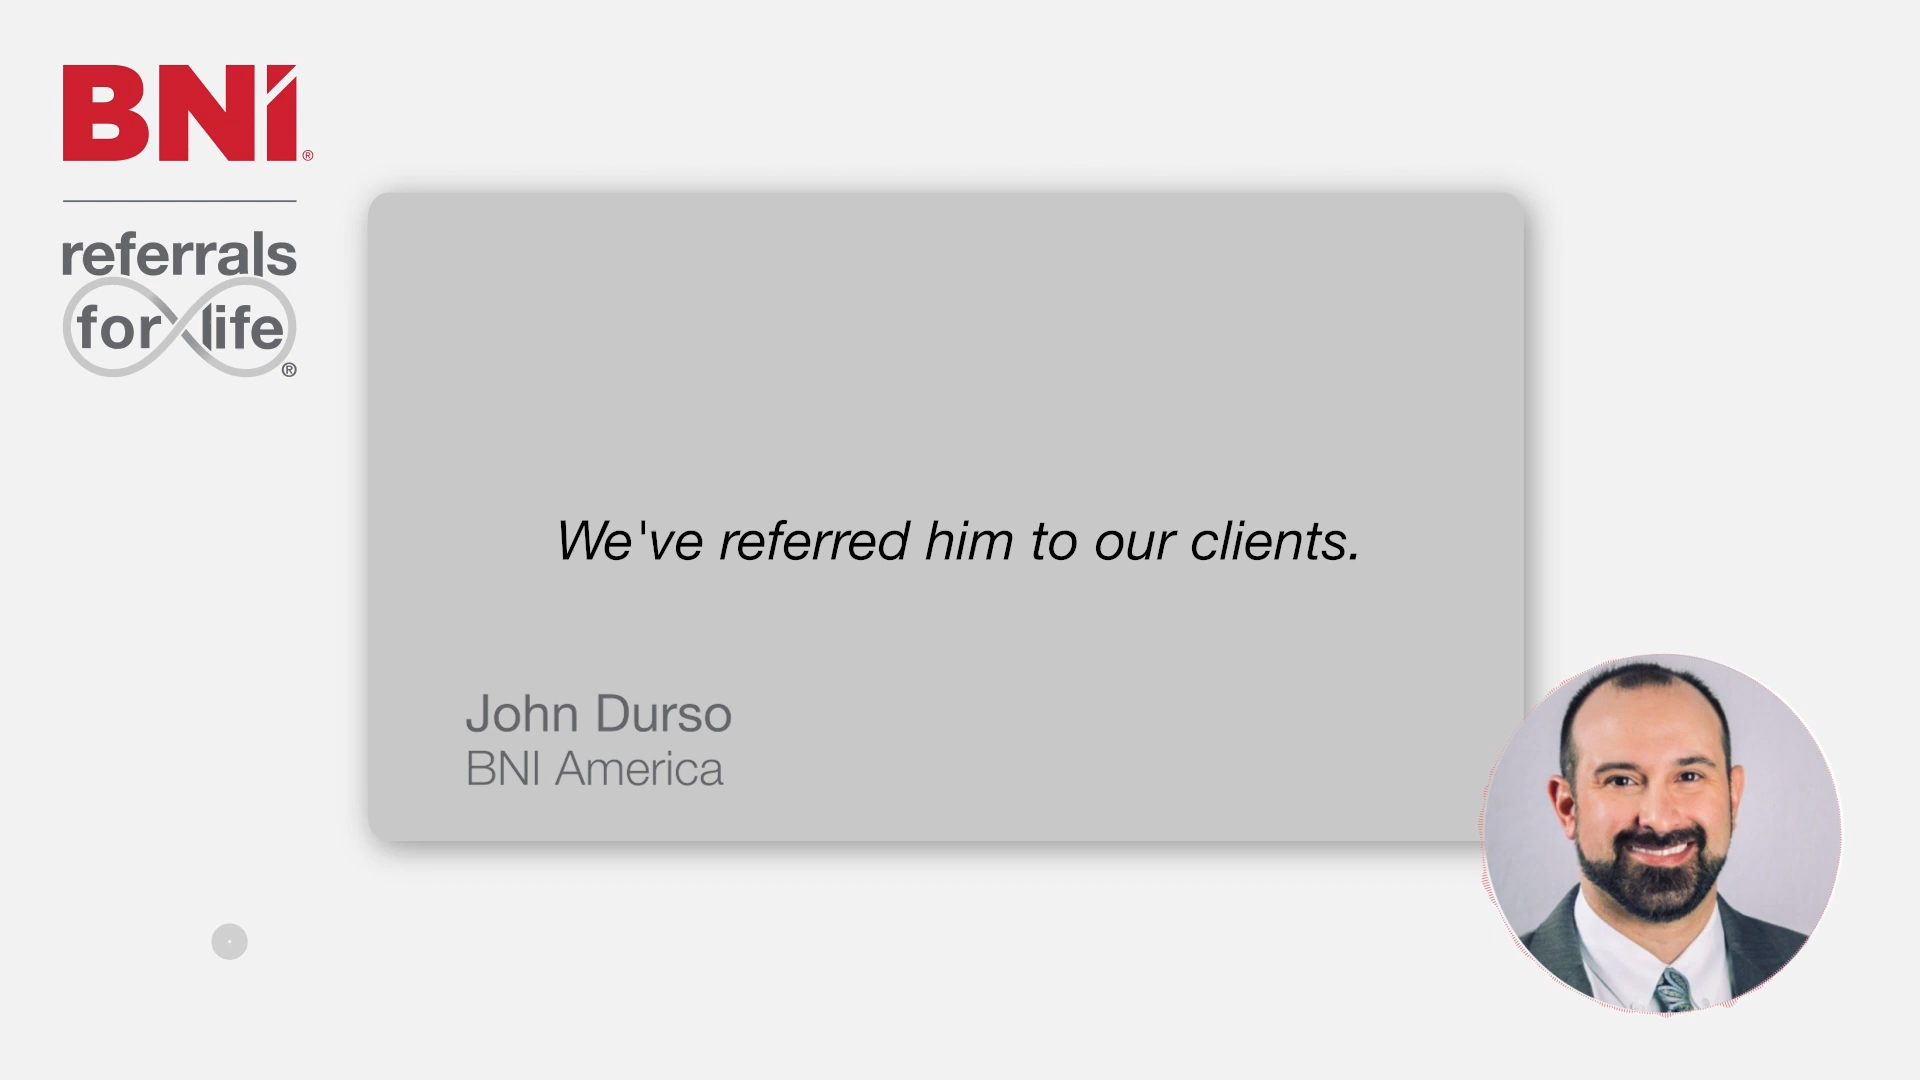 BNI®
referrals
for life®
We've referred him to our clients.
John Durso
BNI America